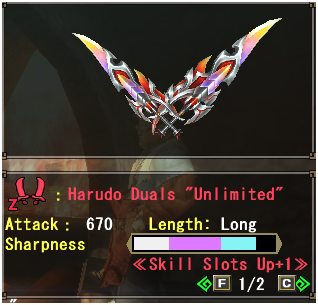 Z : Harudo Duals "Unlimited"
Attack : 670 Length: Long
Sharpness
≪Skill Slots Up+1≫
F 1/2 C